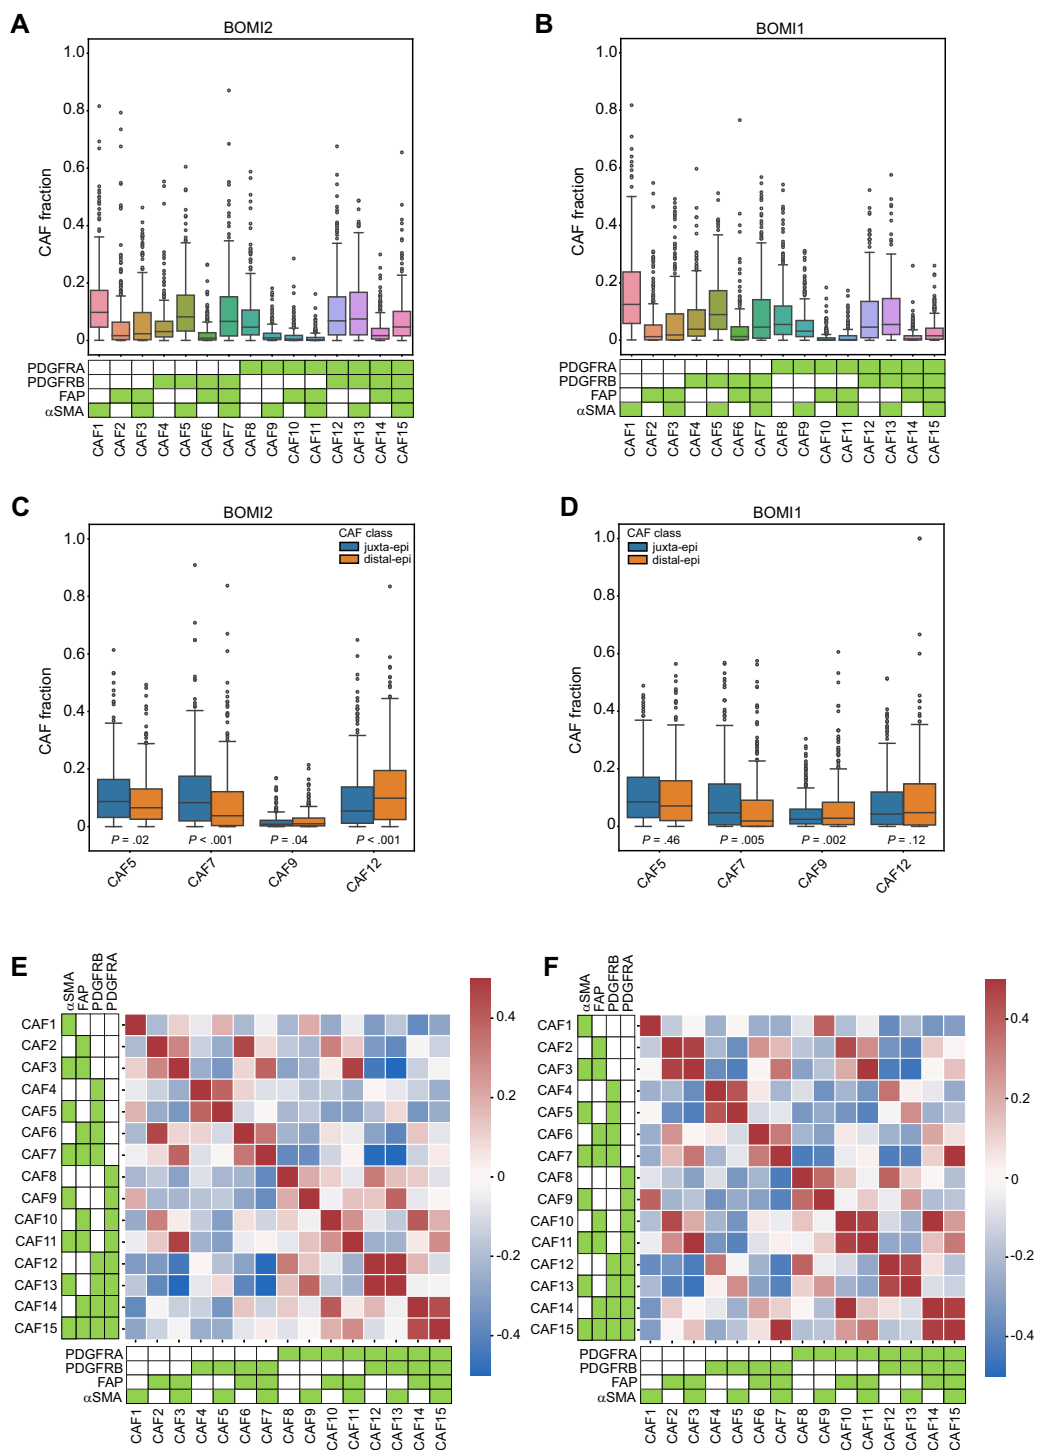 A
BOMI2
CAF fraction
1.0
0.8
0.6
0.4
0.2
0
PDGFRA
PDGFRB
FAP
αSMA
CAF1 CAF2 CAF3 CAF4 CAF5 CAF6 CAF7 CAF8 CAF9 CAF10 CAF11 CAF12 CAF13 CAF14 CAF15
B
BOMI1
CAF fraction
1.0
0.8
0.6
0.4
0.2
0
PDGFRA
PDGFRB
FAP
αSMA
CAF1 CAF2 CAF3 CAF4 CAF5 CAF6 CAF7 CAF8 CAF9 CAF10 CAF11 CAF12 CAF13 CAF14 CAF15
C
BOMI2
CAF class
juxta-epi
distal-epi
CAF fraction
1.0
0.8
0.6
0.4
0.2
0
P = .02 P < .001 P = .04 P < .001
CAF5 CAF7 CAF9 CAF12
D
BOMI1
CAF class
juxta-epi
distal-epi
CAF fraction
1.0
0.8
0.6
0.4
0.2
0
P = .46 P = .005 P = .002 P = .12
CAF5 CAF7 CAF9 CAF12
E
αSMA FAP PDGFRB PDGFRA
CAF1
CAF2
CAF3
CAF4
CAF5
CAF6
CAF7
CAF8
CAF9
CAF10
CAF11
CAF12
CAF13
CAF14
CAF15
0.4
0.2
0
-0.2
-0.4
PDGFRA
PDGFRB
FAP
αSMA
CAF1 CAF2 CAF3 CAF4 CAF5 CAF6 CAF7 CAF8 CAF9 CAF10 CAF11 CAF12 CAF13 CAF14 CAF15
F
αSMA FAP PDGFRB PDGFRA
CAF1
CAF2
CAF3
CAF4
CAF5
CAF6
CAF7
CAF8
CAF9
CAF10
CAF11
CAF12
CAF13
CAF14
CAF15
0.4
0.2
0
-0.2
-0.4
PDGFRA
PDGFRB
FAP
αSMA
CAF1 CAF2 CAF3 CAF4 CAF5 CAF6 CAF7 CAF8 CAF9 CAF10 CAF11 CAF12 CAF13 CAF14 CAF15